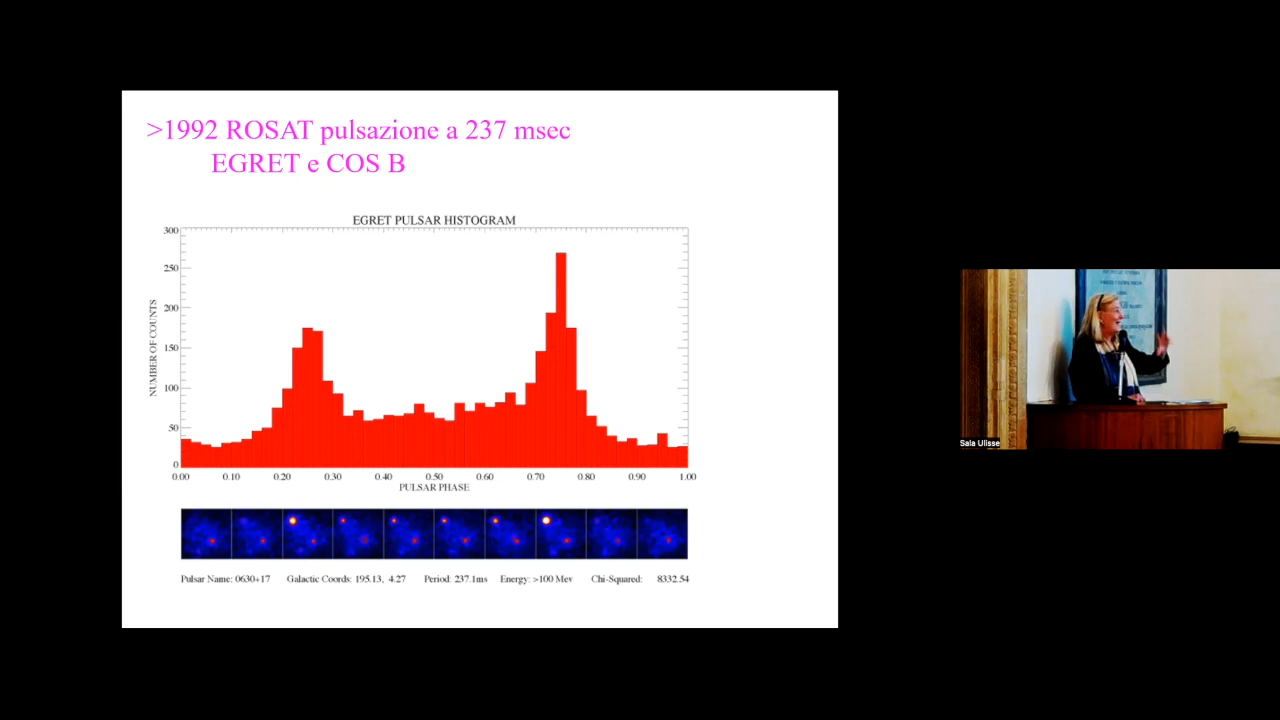 >1992 ROSAT pulsazione a 237 msec
EGRET e COS B
EGRET PULSAR HISTOGRAM
NUMBER OF COUNTS
300
250
200
150
100
50
0
0.00 0.10 0.20 0.30 0.40 0.50 0.60 0.70 0.80 0.90 1.00
PULSAR PHASE
Pulsar Name: 0630+17 Galactic Coords: 195.13, 4.27 Period: 237.1ms Energy: >100 Mev Chi-Squared: 8332.54
Sala Ulisse